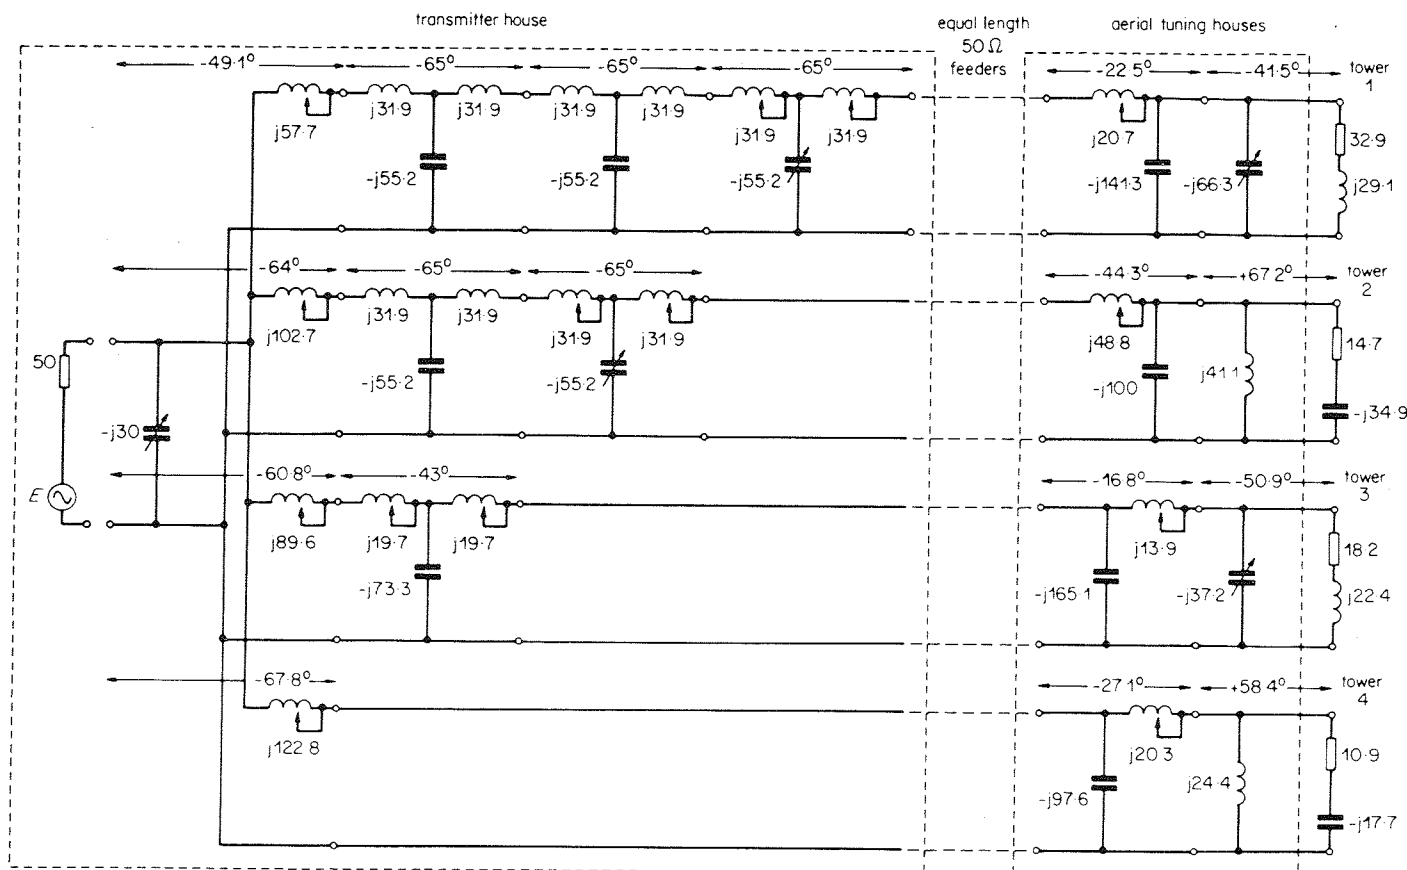 transmitter house
equal length
50 Ω
feeders
aerial tuning houses
-49·1° -65° -65° -65° -22·5° -41·5° tower
1
j57·7 j31·9 j31·9 j31·9 j31·9 j31·9 j31·9 j20·7 32·9
-j55·2 -j55·2 -j55·2 -j141·3 -j66·3 j29·1
-64° -65° -65° -44·3° +67·2° tower
2
j102·7 j31·9 j31·9 j31·9 j31·9 j48·8 14·7
50 -j30 -j55·2 -j55·2 -j100 j41·1 -j34·9
E
-60·8° -43° -16·8° -50·9° tower
3
j89·6 j19·7 j19·7 j13·9 18·2
-j73·3 -j165·1 -j37·2 j22·4
-67·8° -27·1° +58·4° tower
4
j122·8 j20·3 10·9
-j97·6 j24·4 -j17·7